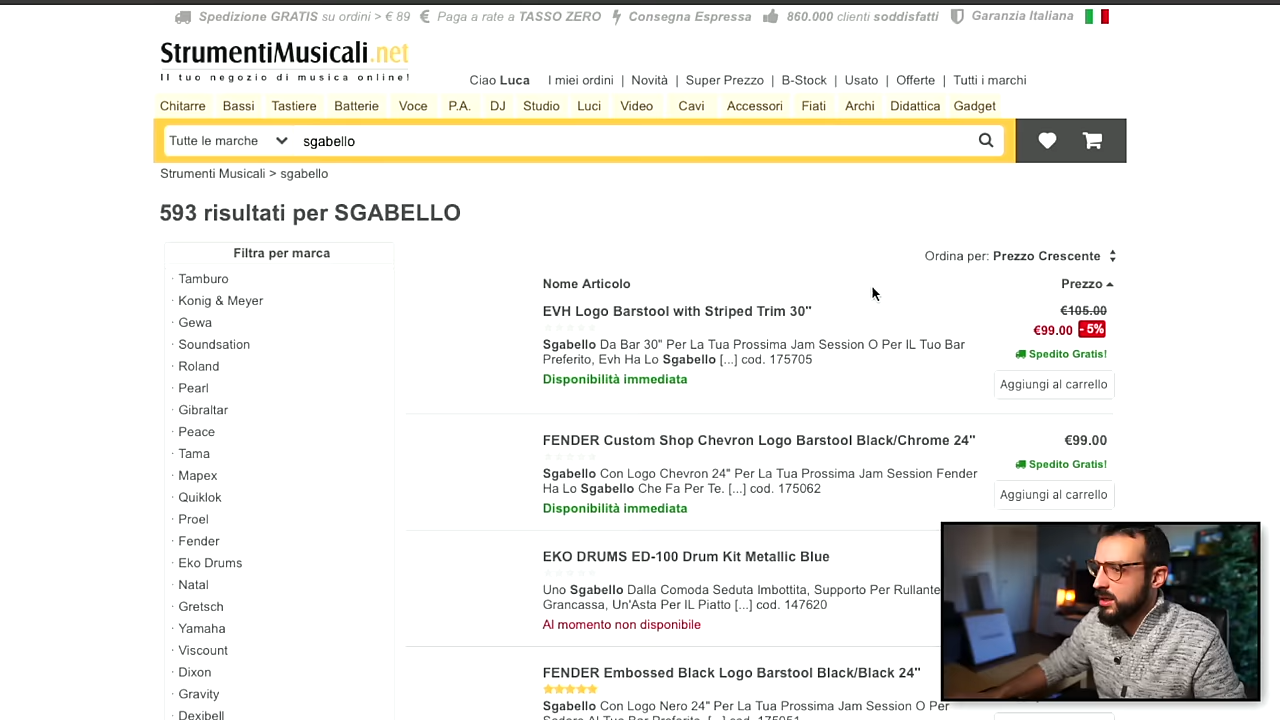 Spedizione GRATIS su ordini > € 89 € Paga a rate a TASSO ZERO Consegna Espressa 860.000 clienti soddisfatti Garanzia Italiana
StrumentiMusicali.net
Il tuo negozio di musica online!
Ciao Luca I miei ordini | Novità | Super Prezzo | B-Stock | Usato | Offerte | Tutti i marchi
Chitarre Bassi Tastiere Batterie Voce P.A. DJ Studio Luci Video Cavi Accessori Fiati Archi Didattica Gadget
Tutte le marche sgabello
Strumenti Musicali > sgabello
593 risultati per SGABELLO
Filtra per marca
· Tamburo
· Konig & Meyer
· Gewa
· Soundsation
· Roland
· Pearl
· Gibraltar
· Peace
· Tama
· Mapex
· Quiklok
· Proel
· Fender
· Eko Drums
· Natal
· Gretsch
· Yamaha
· Viscount
· Dixon
· Gravity
· Dexibell
Ordina per: Prezzo Crescente
Nome Articolo Prezzo
EVH Logo Barstool with Striped Trim 30" €105.00
€99.00 - 5%
Sgabello Da Bar 30" Per La Tua Prossima Jam Session O Per IL Tuo Bar
Preferito, Evh Ha Lo Sgabello [...] cod. 175705
Spedito Gratis!
Disponibilità immediata
Aggiungi al carrello
FENDER Custom Shop Chevron Logo Barstool Black/Chrome 24" €99.00
Spedito Gratis!
Sgabello Con Logo Chevron 24" Per La Tua Prossima Jam Session Fender
Ha Lo Sgabello Che Fa Per Te. [...] cod. 175062
Aggiungi al carrello
Disponibilità immediata
EKO DRUMS ED-100 Drum Kit Metallic Blue
Uno Sgabello Dalla Comoda Seduta Imbottita, Supporto Per Rullante
Grancassa, Un'Asta Per IL Piatto [...] cod. 147620
Al momento non disponibile
FENDER Embossed Black Logo Barstool Black/Black 24"
Sgabello Con Logo Nero 24" Per La Tua Prossima Jam Session O Per
Sedere Al Tuo Bar Preferito. [...] cod. 175051